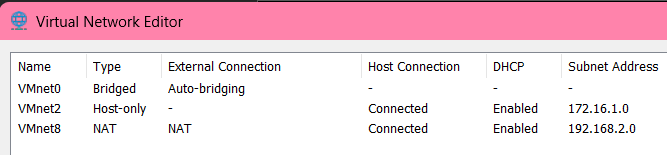 Virtual Network Editor
Name Type External Connection Host Connection DHCP Subnet Address
VMnet0 Bridged Auto-bridging - - -
VMnet2 Host-only - Connected Enabled 172.16.1.0
VMnet8 NAT NAT Connected Enabled 192.168.2.0